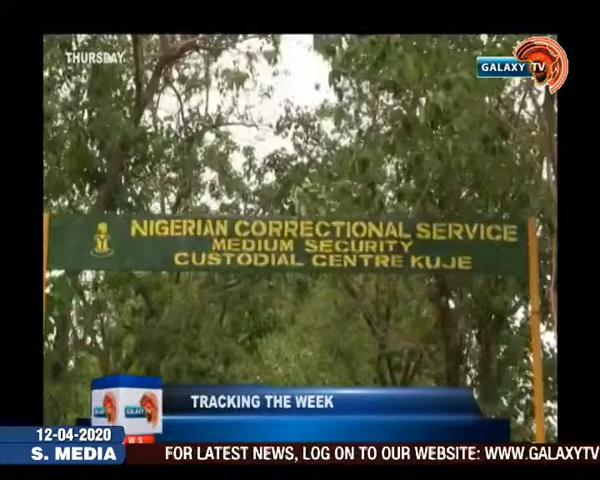 THURSDAY
GALAXY TV
NIGERIAN CORRECTIONAL SERVICE
MEDIUM SECURITY
CUSTODIAL CENTRE KUJE
TRACKING THE WEEK
GALAXY
12-04-2020
S. MEDIA
FOR LATEST NEWS, LOG ON TO OUR WEBSITE: WWW.GALAXYTV